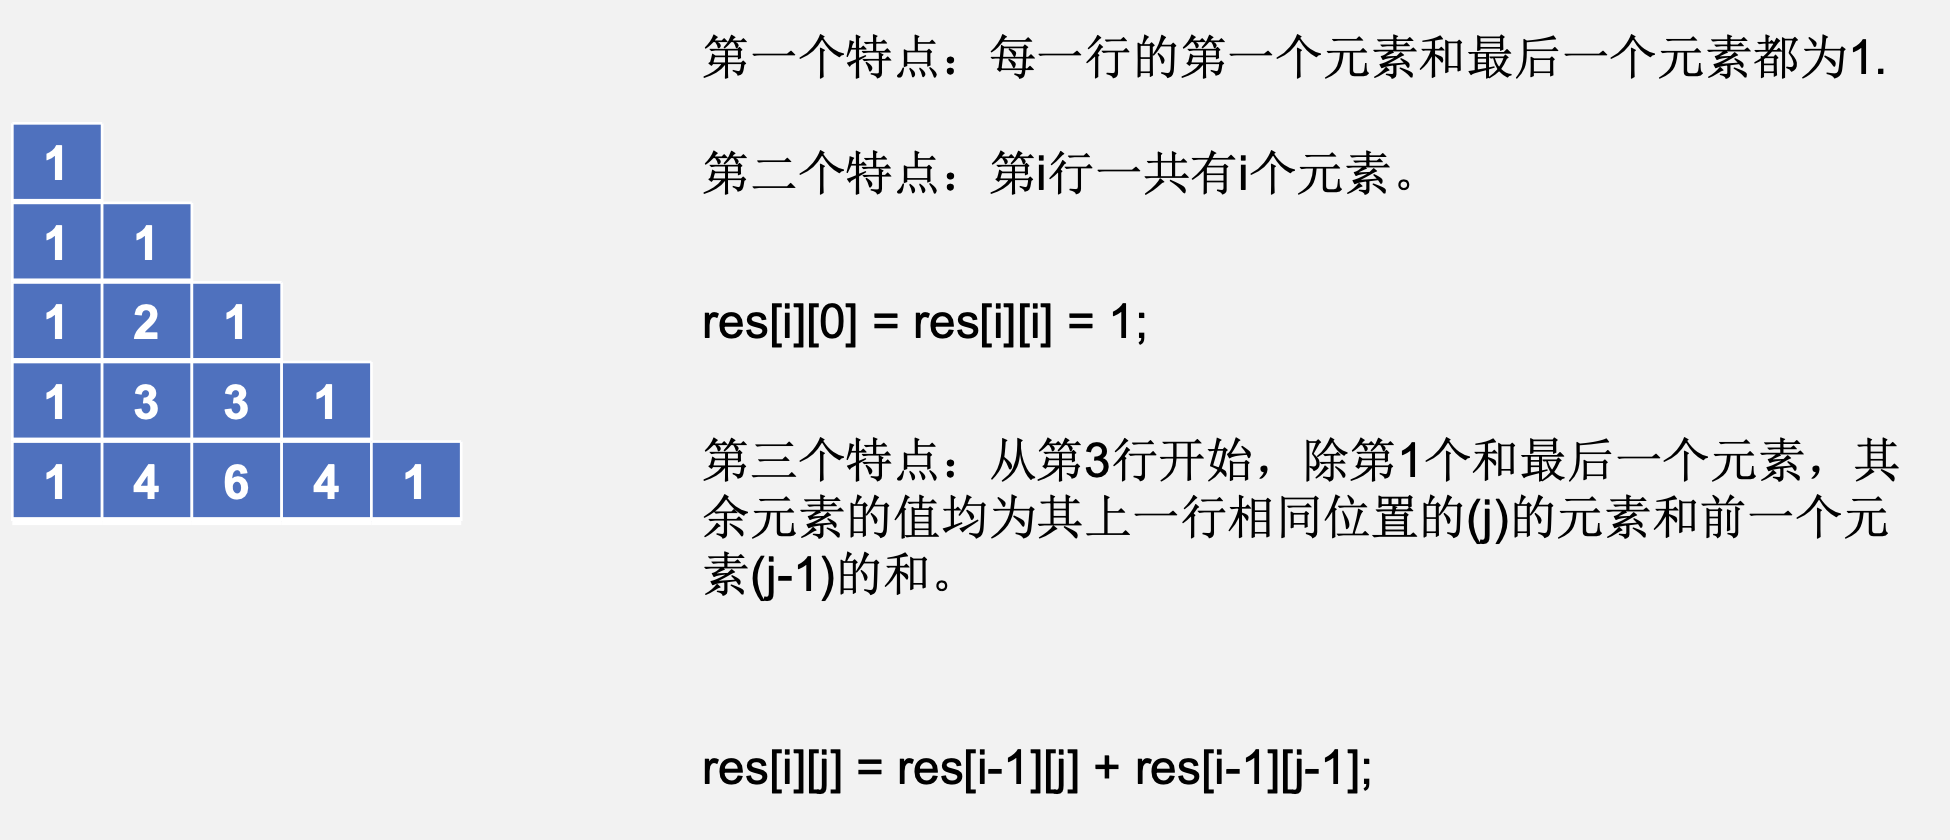 第一个特点：每一行的第一个元素和最后一个元素都为1.
1
第二个特点：第i行一共有i个元素。
1 1
1 2 1
res[i][0] = res[i][i] = 1;
1 3 3 1
1 4 6 4 1
第三个特点：从第3行开始，除第1个和最后一个元素，其
余元素的值均为其上一行相同位置的(j)的元素和前一个元
素(j-1)的和。
res[i][j] = res[i-1][j] + res[i-1][j-1];